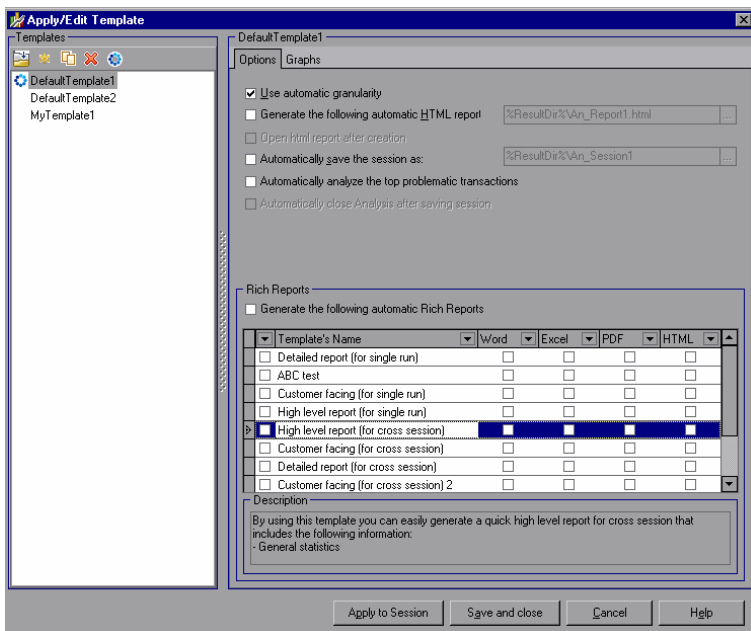 Apply/Edit Template
Templates
DefaultTemplate1
DefaultTemplate2
MyTemplate1
DefaultTemplate1
Options Graphs
Use automatic granularity
Generate the following automatic HTML report %ResultDir%\An_Report1.html ...
Open html report after creation
Automatically save the session as: %ResultDir%\An_Session1 ...
Automatically analyze the top problematic transactions
Automatically close Analysis after saving session
Rich Reports
Generate the following automatic Rich Reports
Template's Name Word Excel PDF HTML
Detailed report (for single run)
ABC test
Customer facing (for single run)
High level report (for single run)
High level report (for cross session)
Customer facing (for cross session)
Detailed report (for cross session)
Customer facing (for cross session) 2
Description
By using this template you can easily generate a quick high level report for cross session that
includes the following information:
- General statistics
Apply to Session Save and close Cancel Help